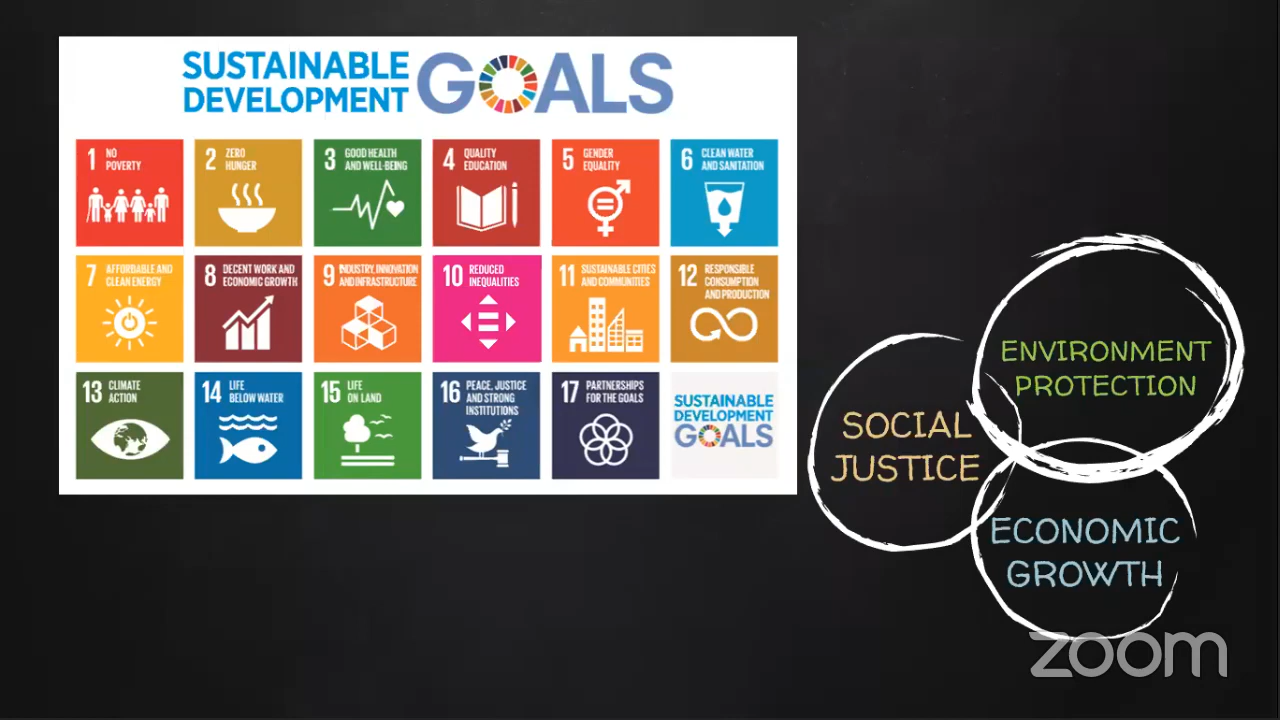 SUSTAINABLE
DEVELOPMENT
GOALS
1 NO
POVERTY
2 ZERO
HUNGER
3 GOOD HEALTH
AND WELL-BEING
4 QUALITY
EDUCATION
5 GENDER
EQUALITY
6 CLEAN WATER
AND SANITATION
7 AFFORDABLE AND
CLEAN ENERGY
8 DECENT WORK AND
ECONOMIC GROWTH
9 INDUSTRY, INNOVATION
AND INFRASTRUCTURE
10 REDUCED
INEQUALITIES
11 SUSTAINABLE CITIES
AND COMMUNITIES
12 RESPONSIBLE
CONSUMPTION
AND PRODUCTION
13 CLIMATE
ACTION
14 LIFE
BELOW WATER
15 LIFE
ON LAND
16 PEACE, JUSTICE
AND STRONG
INSTITUTIONS
17 PARTNERSHIPS
FOR THE GOALS
SUSTAINABLE
DEVELOPMENT
GOALS
ENVIRONMENT
PROTECTION
SOCIAL
JUSTICE
ECONOMIC
GROWTH
zoom